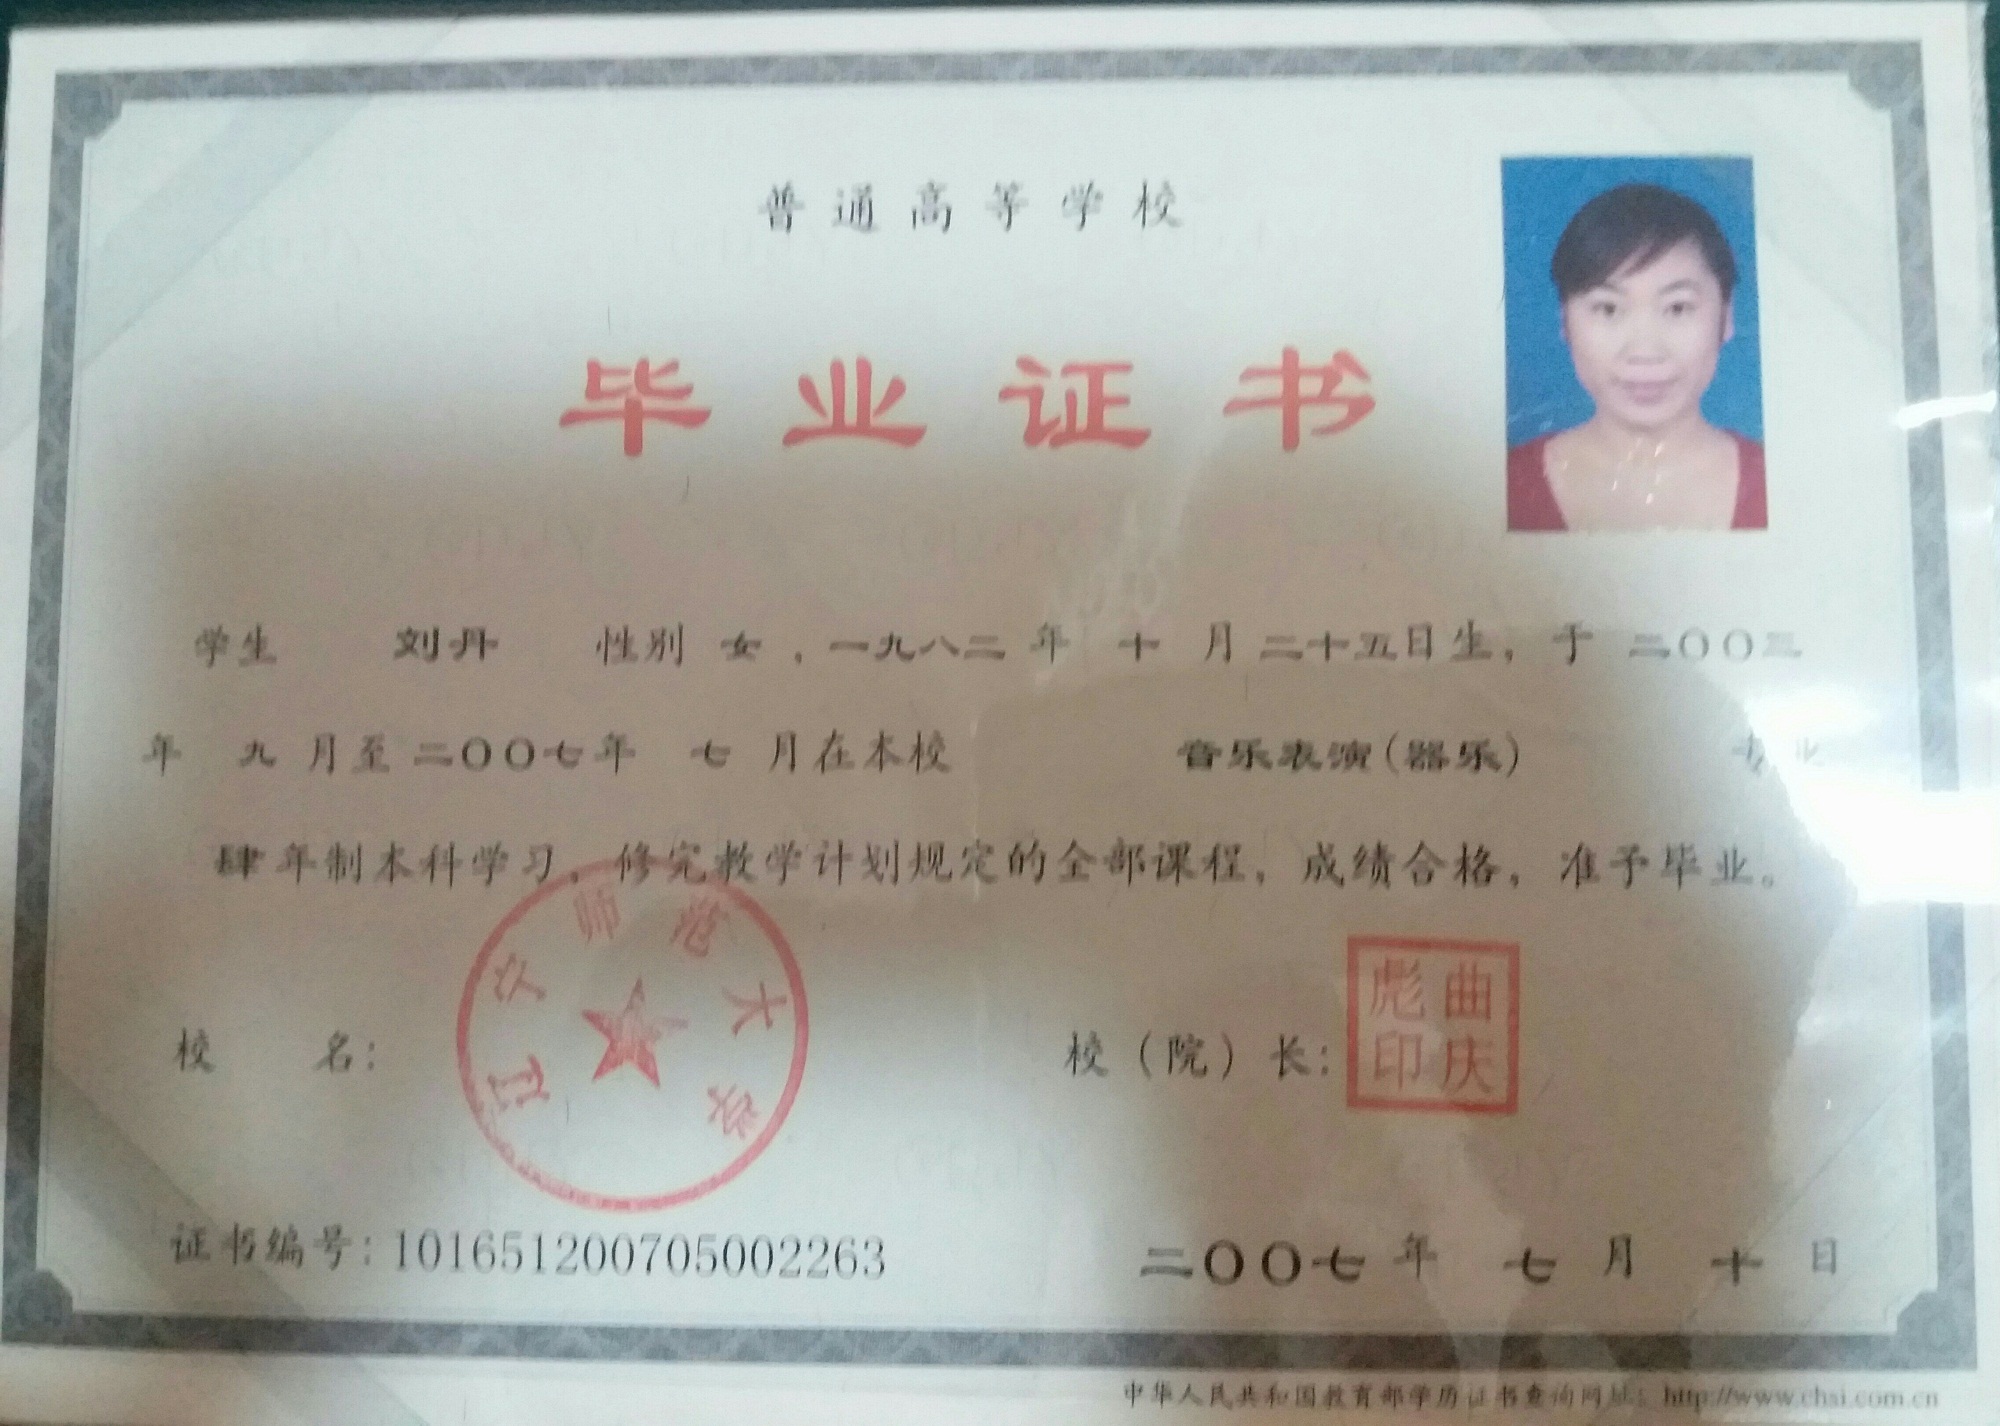 普通高等学校
毕业证书
学生 刘丹 性别 女，一九八二 年 十 月 二十五日生，于 二〇〇三
年 九 月至 二〇〇七年 七 月在本校 音乐表演(器乐) 专业
肆年制本科学习，修完教学计划规定的全部课程，成绩合格，准予毕业。
辽宁师范大学
校 名：
校（院）长：
曲庆彪印
证书编号：101651200705002263
二〇〇七 年 七 月 十 日
中华人民共和国教育部学历证书查询网址：http://www.chsi.com.cn